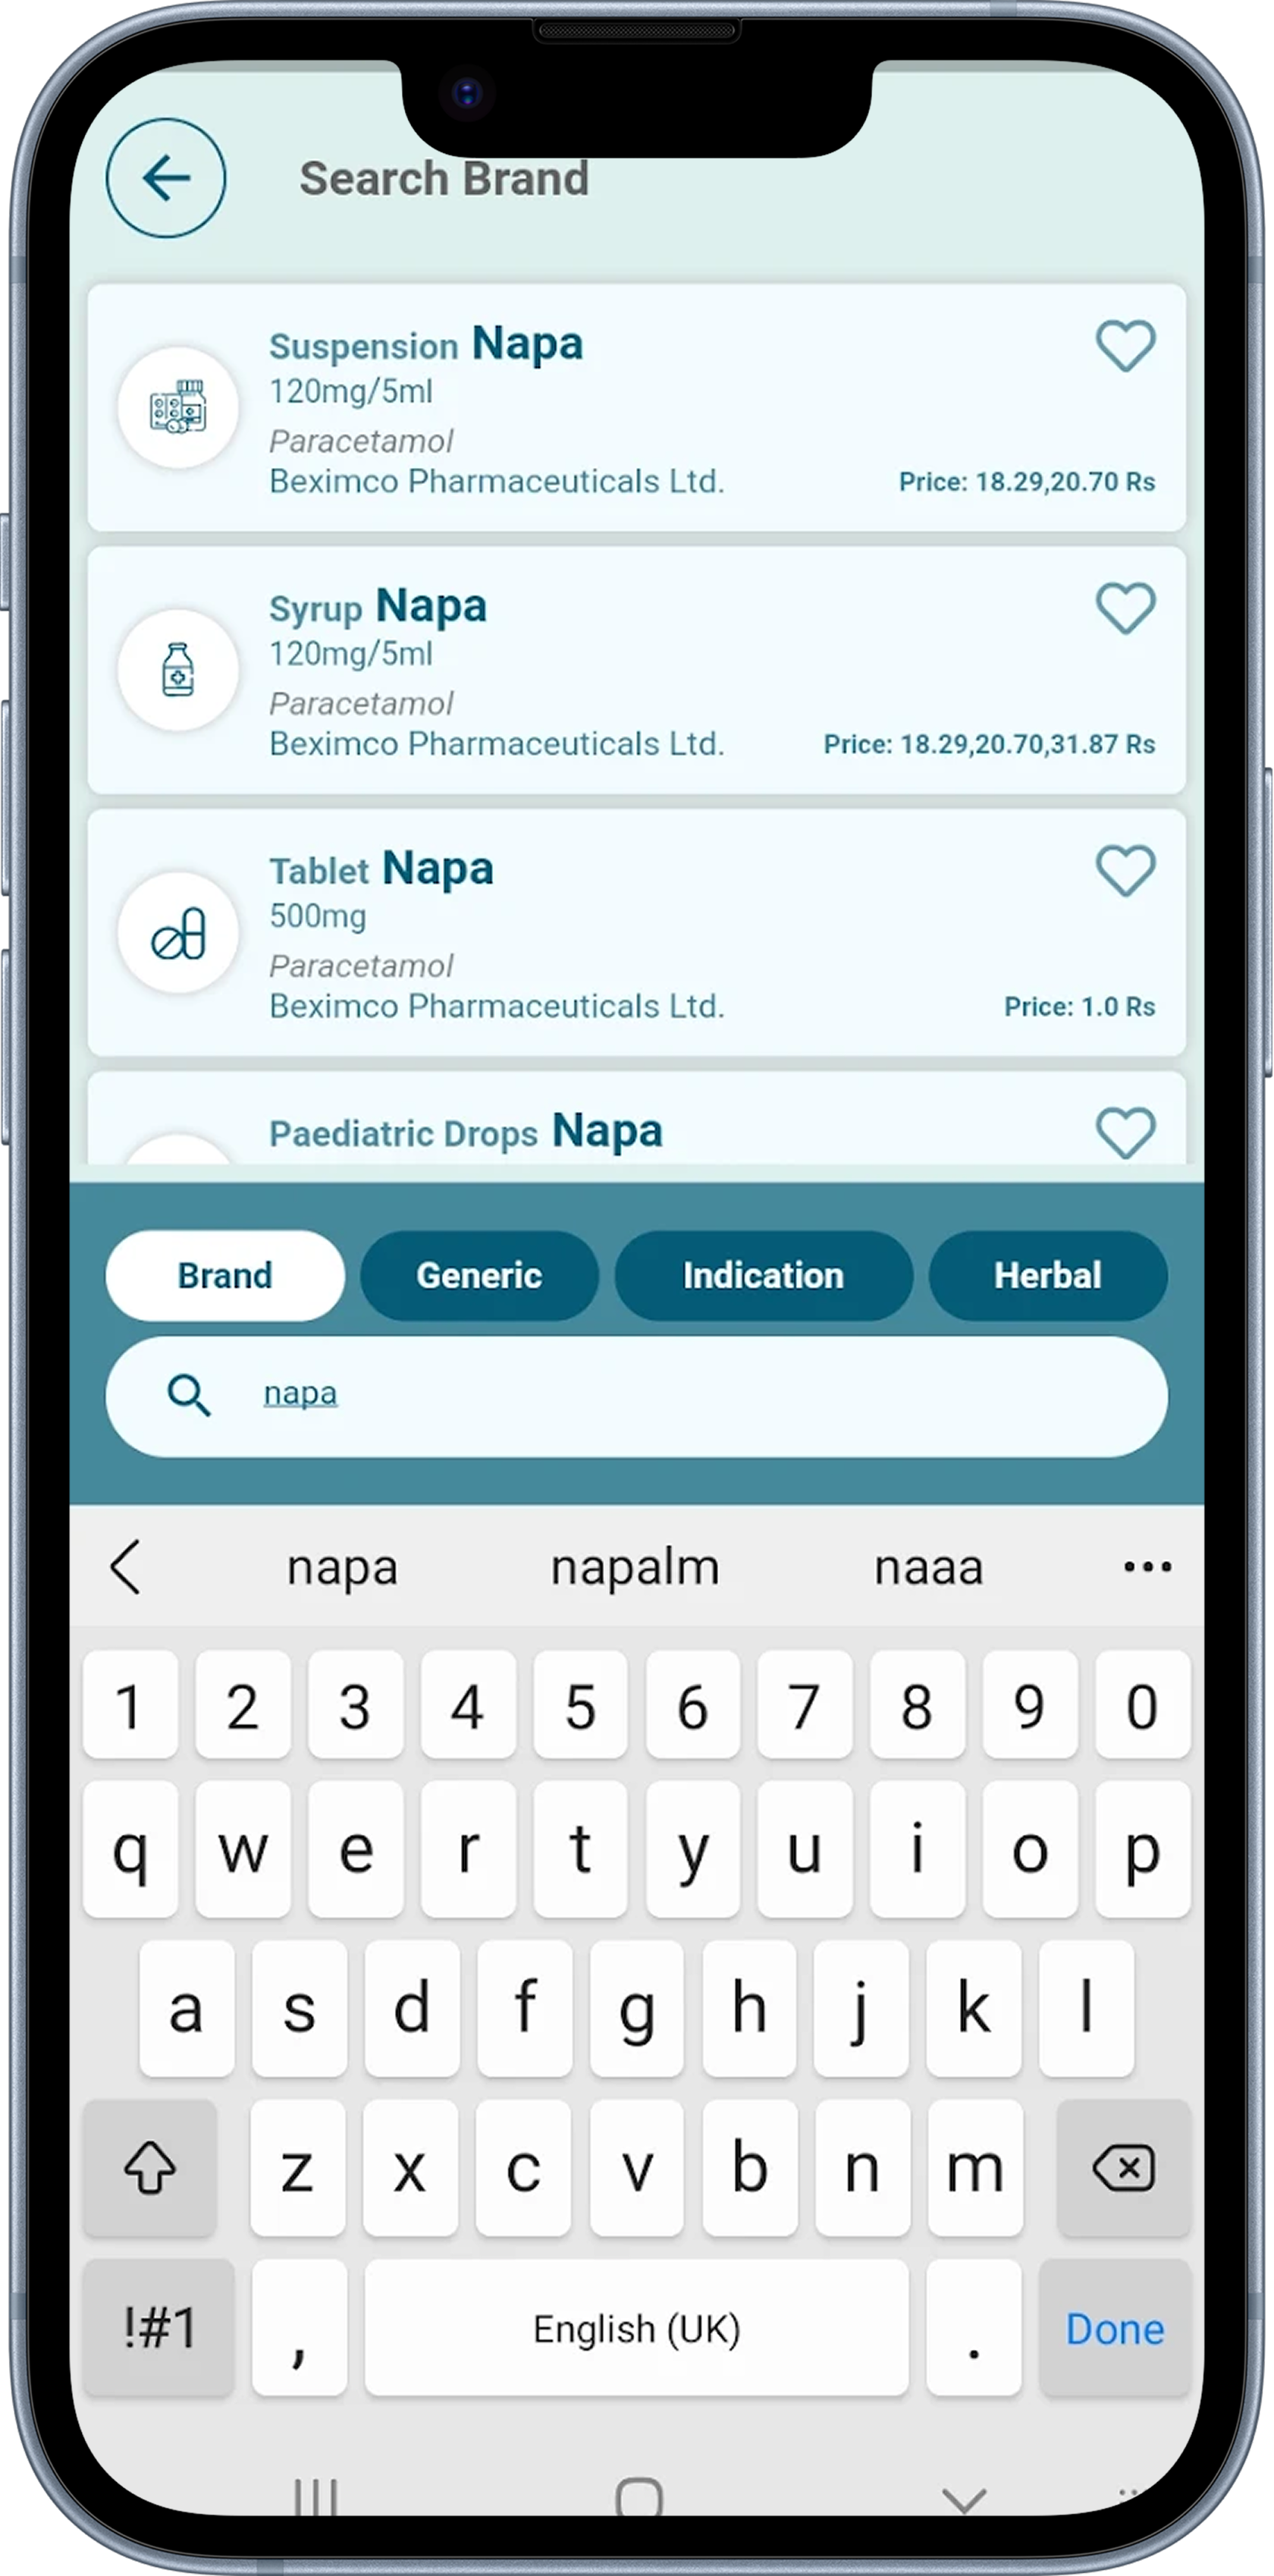 Search Brand
Suspension Napa
120mg/5ml
Paracetamol
Beximco Pharmaceuticals Ltd.
Price: 18.29,20.70 Rs
Syrup Napa
120mg/5ml
Paracetamol
Beximco Pharmaceuticals Ltd.
Price: 18.29,20.70,31.87 Rs
Tablet Napa
500mg
Paracetamol
Beximco Pharmaceuticals Ltd.
Price: 1.0 Rs
Paediatric Drops Napa
Brand Generic Indication Herbal
napa
napa napalm naaa
1 2 3 4 5 6 7 8 9 0
q w e r t y u i o p
a s d f g h j k l
z x c v b n m
!#1 , English (UK) . Done